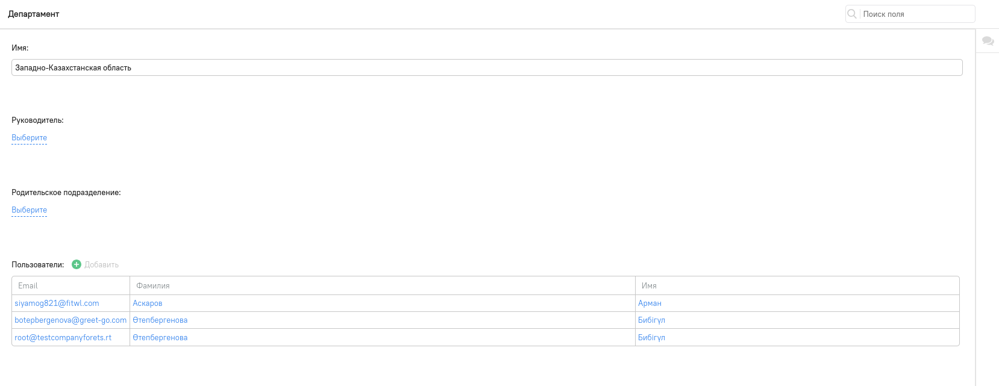 Департамент
Поиск поля
Имя:
Западно-Казахстанская область
Руководитель:
Выберите
Родительское подразделение:
Выберите
Пользователи: Добавить
Email Фамилия Имя
siyamog821@fitwl.com Аскаров Арман
botepbergenova@greet-go.com Өтепбергенова Бибігүл
root@testcompanyforets.rt Өтепбергенова Бибігүл